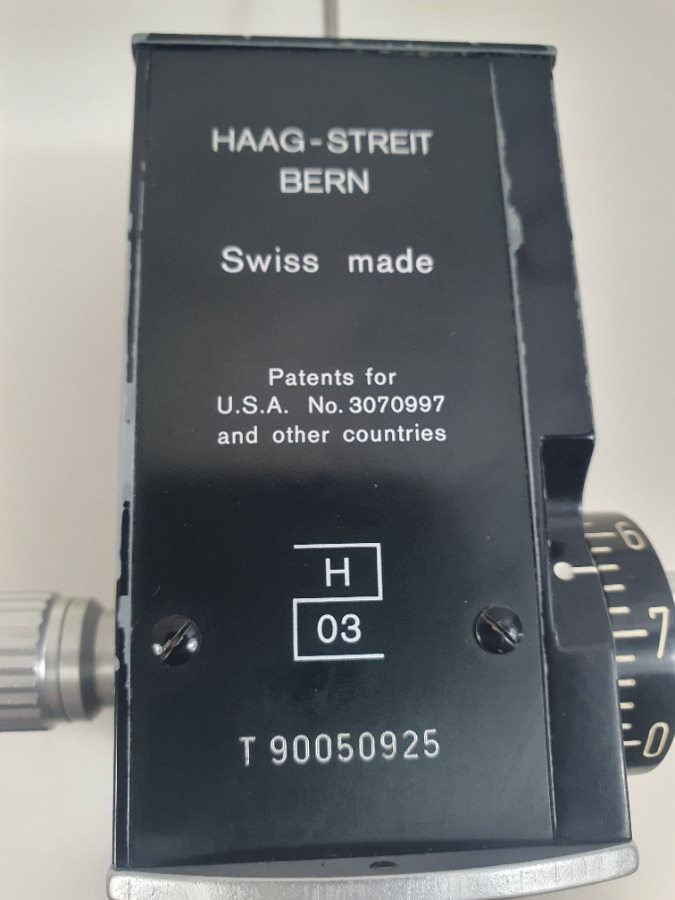 HAAG-STREIT
BERN
Swiss made
Patents for
U.S.A. No. 3070997
and other countries
H
03
T 90050925
6
7
0